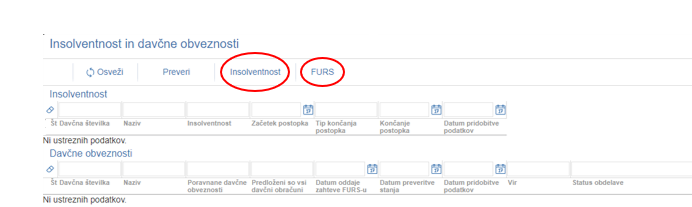 Insolventnost in davčne obveznosti
Osveži Preveri Insolventnost FURS
Insolventnost
Št Davčna številka Naziv Insolventnost Začetek postopka Tip končanja postopka Končanje postopka Datum pridobitve podatkov
Ni ustreznih podatkov.
Davčne obveznosti
Št Davčna številka Naziv Poravnane davčne obveznosti Predloženi so vsi davčni obračuni Datum oddaje zahteve FURS-u Datum preveritve stanja Datum pridobitve podatkov Vir Status obdelave
Ni ustreznih podatkov.